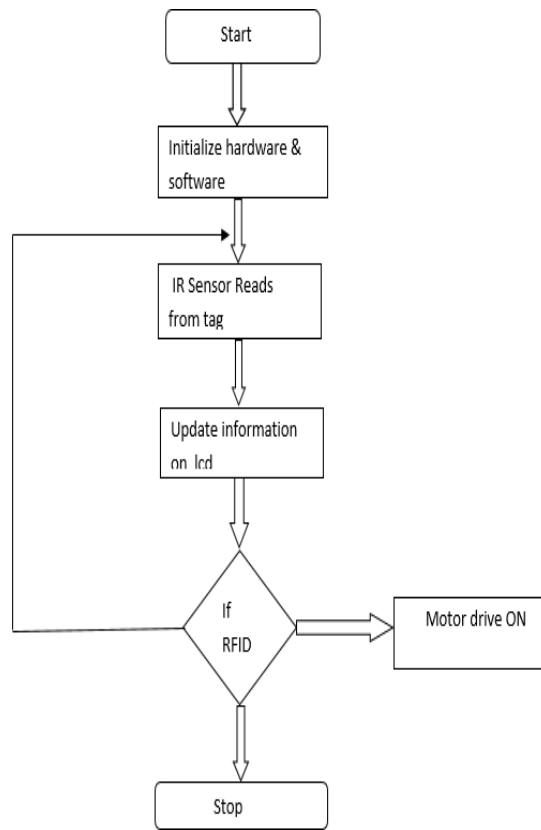 Start
Initialize hardware &
software
IR Sensor Reads
from tag
Update information
on lcd
If
RFID
Motor drive ON
Stop